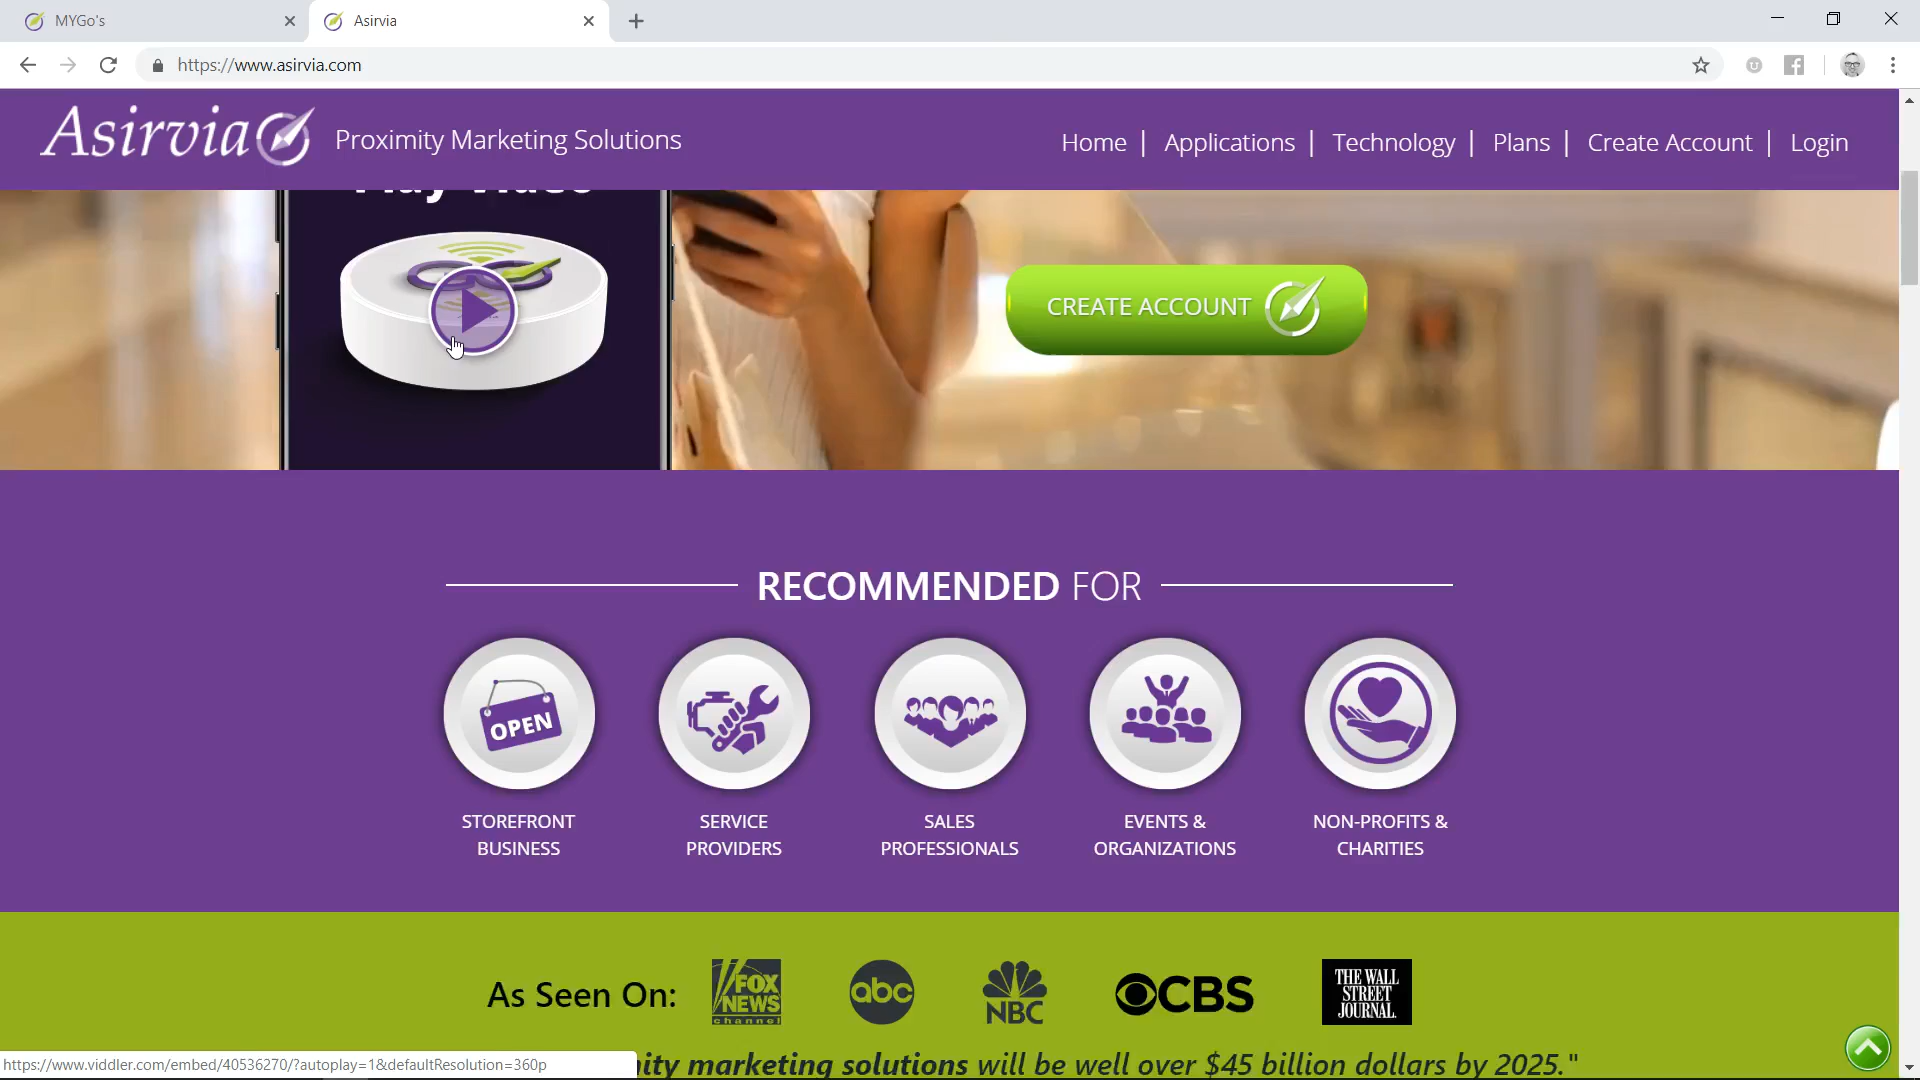 MYGo's
Asirvia
https://www.asirvia.com
Asirvia
Proximity Marketing Solutions
Home | Applications | Technology | Plans | Create Account | Login
Play Video
CREATE ACCOUNT
RECOMMENDED FOR
OPEN
STOREFRONT
BUSINESS
SERVICE
PROVIDERS
SALES
PROFESSIONALS
EVENTS &
ORGANIZATIONS
NON-PROFITS &
CHARITIES
As Seen On:
FOX
NEWS
channel
abc
NBC
CBS
THE WALL
STREET
JOURNAL.
marketing solutions will be well over $45 billion dollars by 2025."
https://www.viddler.com/embed/40536270/?autoplay=1&defaultResolution=360p